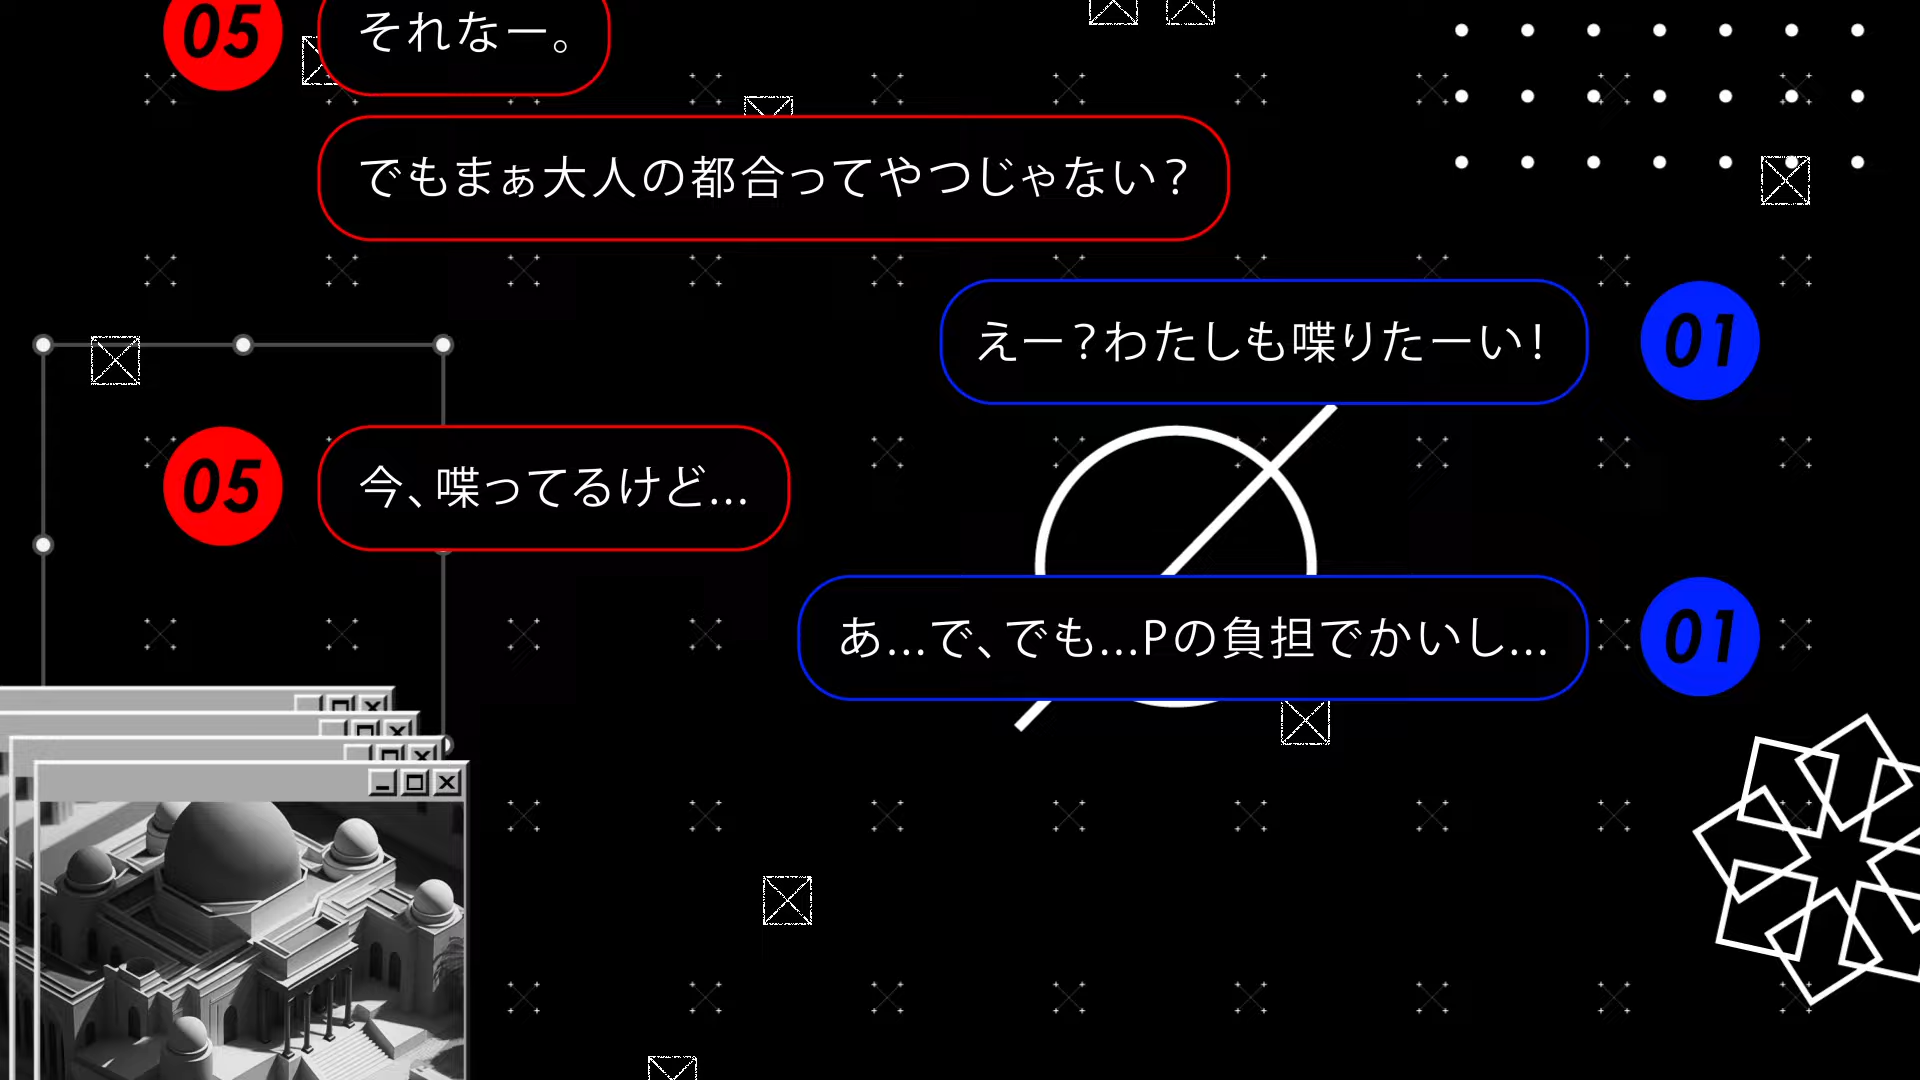 05
それなー。
でもまぁ大人の都合ってやつじゃない?
えー?わたしも喋りたーい!
01
05
今、喋ってるけど...
あ...で、でも...Pの負担でかいし...
01